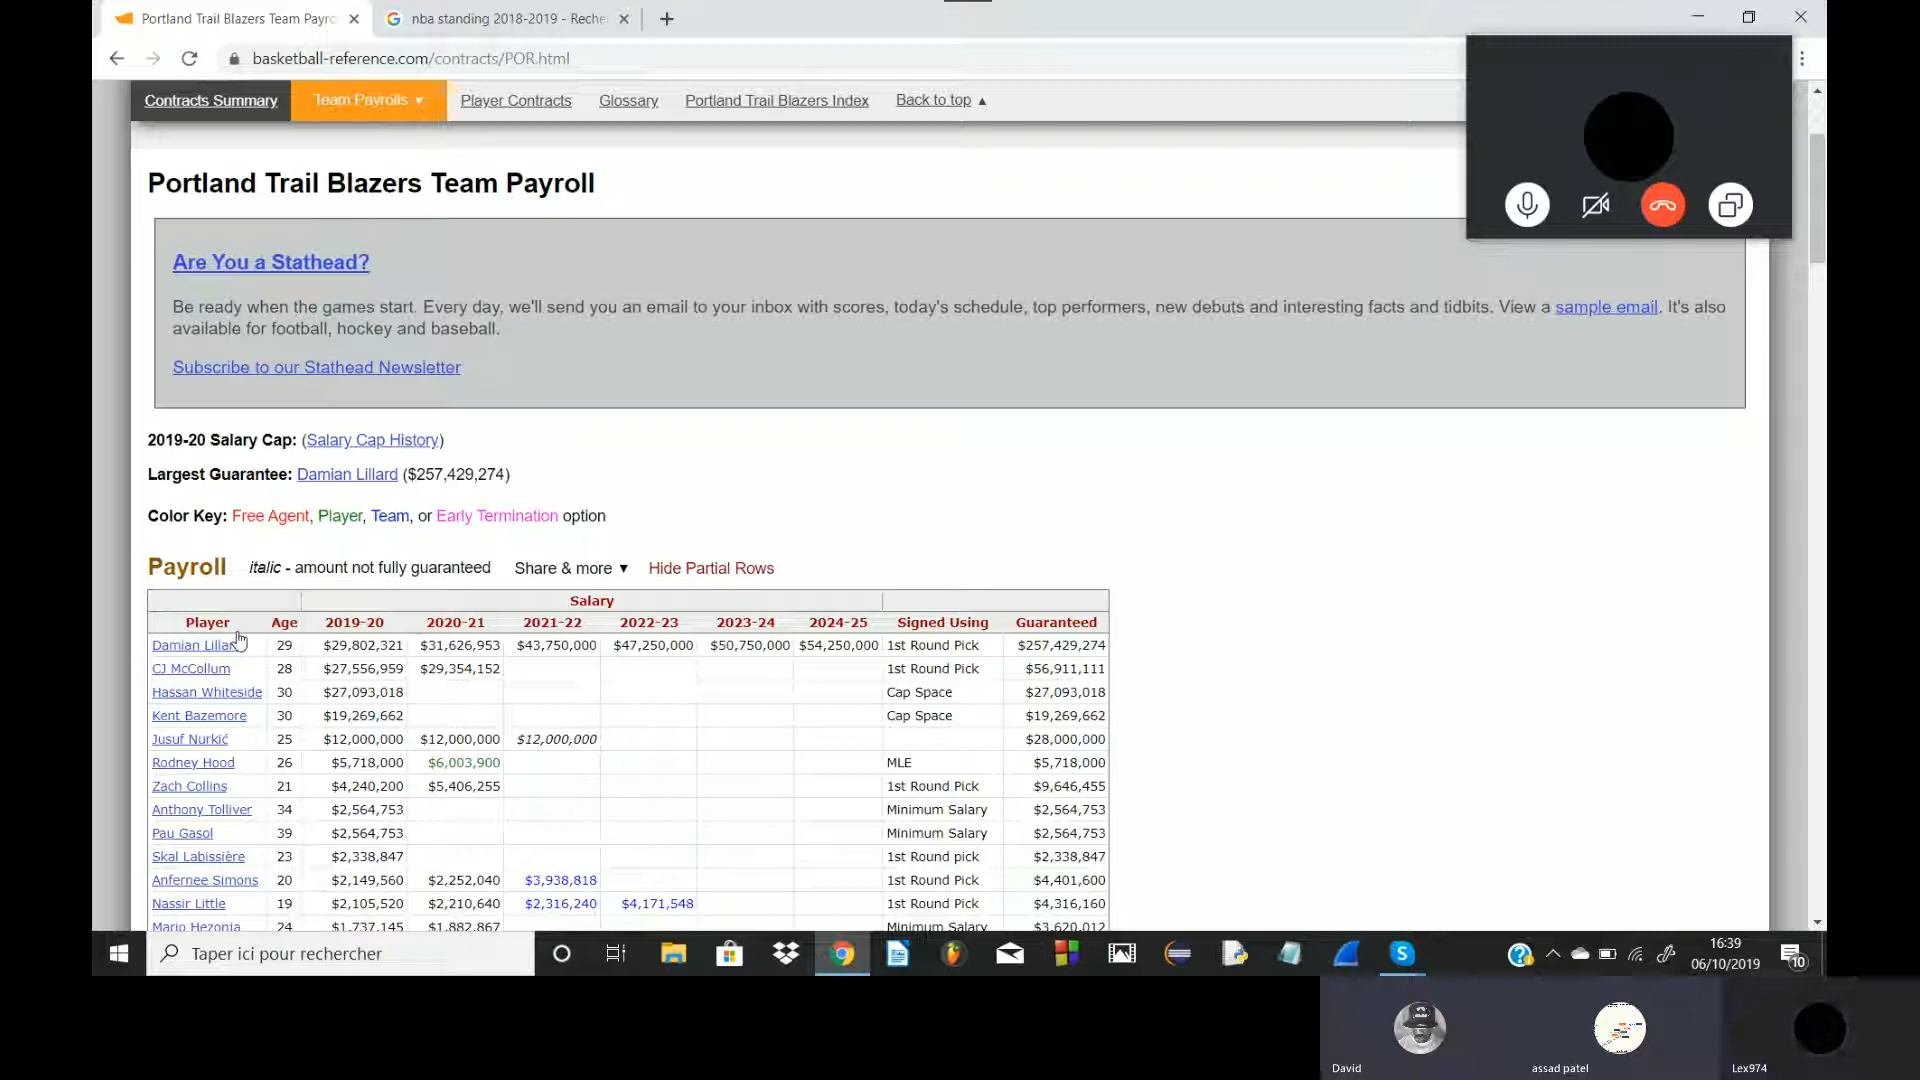 Portland Trail Blazers Team Payro
nba standing 2018-2019 - Reche
basketball-reference.com/contracts/POR.html
Contracts Summary Team Payrolls ▼ Player Contracts Glossary Portland Trail Blazers Index Back to top ▲
Portland Trail Blazers Team Payroll
Are You a Stathead?
Be ready when the games start. Every day, we'll send you an email to your inbox with scores, today's schedule, top performers, new debuts and interesting facts and tidbits. View a sample email. It's also
available for football, hockey and baseball.
Subscribe to our Stathead Newsletter
2019-20 Salary Cap: (Salary Cap History)
Largest Guarantee: Damian Lillard ($257,429,274)
Color Key: Free Agent, Player, Team, or Early Termination option
Payroll italic - amount not fully guaranteed Share & more ▼ Hide Partial Rows
Salary
Player Age 2019-20 2020-21 2021-22 2022-23 2023-24 2024-25 Signed Using Guaranteed
Damian Lillard 29 $29,802,321 $31,626,953 $43,750,000 $47,250,000 $50,750,000 $54,250,000 1st Round Pick $257,429,274
CJ McCollum 28 $27,556,959 $29,354,152 1st Round Pick $56,911,111
Hassan Whiteside 30 $27,093,018 Cap Space $27,093,018
Kent Bazemore 30 $19,269,662 Cap Space $19,269,662
Jusuf Nurkić 25 $12,000,000 $12,000,000 $12,000,000 $28,000,000
Rodney Hood 26 $5,718,000 $6,003,900 MLE $5,718,000
Zach Collins 21 $4,240,200 $5,406,255 1st Round Pick $9,646,455
Anthony Tolliver 34 $2,564,753 Minimum Salary $2,564,753
Pau Gasol 39 $2,564,753 Minimum Salary $2,564,753
Skal Labissière 23 $2,338,847 1st Round pick $2,338,847
Anfernee Simons 20 $2,149,560 $2,252,040 $3,938,818 1st Round Pick $4,401,600
Nassir Little 19 $2,105,520 $2,210,640 $2,316,240 $4,171,548 1st Round Pick $4,316,160
Mario Hezonja 24 $1,737,145 $1,882,867 Minimum Salary $3,620,012
Taper ici pour rechercher
16:39
06/10/2019
10
David
assad patel
Lex974